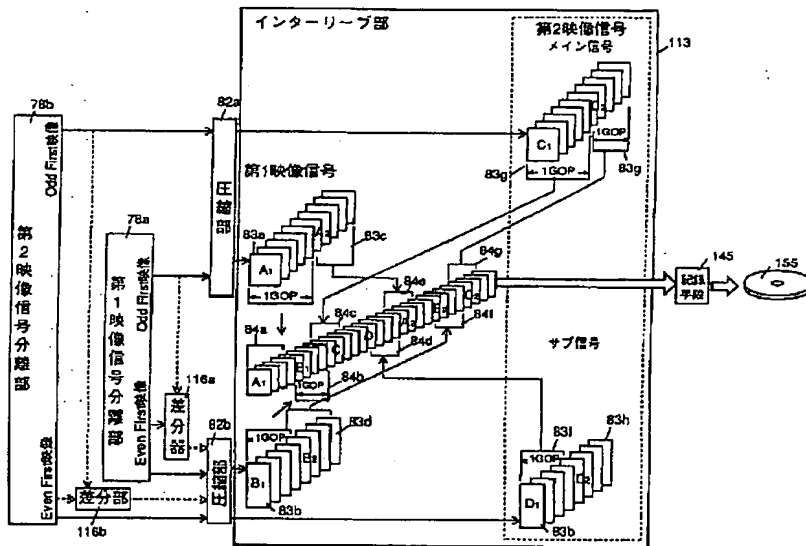 インターリーブ部
第2映像信号
メイン信号
113
78b
82a
Odd First映像
圧縮部
第1映像信号
83a
A1
1GOP
83c
C1
1GOP
1GOP
83g
83g
第2映像信号分離部
78a
Odd First映像
第1映像信号分離部
Even First映像
116a
差分器
82b
圧縮部
84a
84c
84e
84g
A1
B1
C
D
1GOP
84b
84d
84f
145
記録手段
155
サブ信号
1GOP
83d
B1
B2
83b
83f
83h
1GOP
D1
83b
Even First映像
差分部
116b